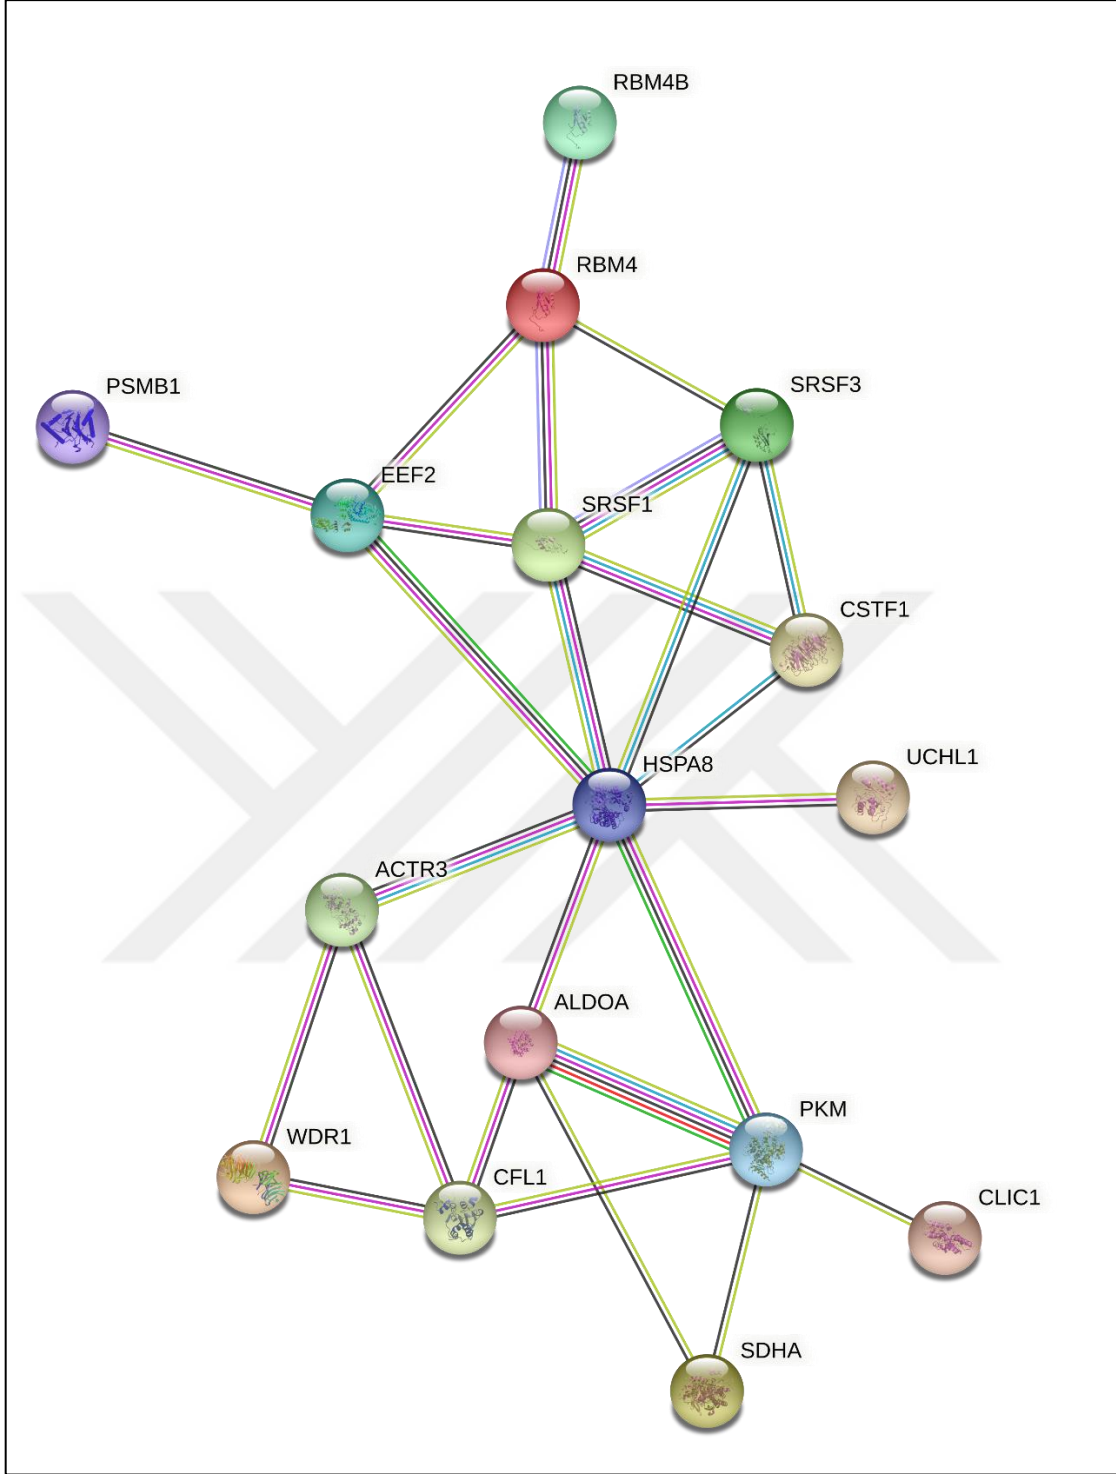 RBM4B
RBM4
SRSF3
PSMB1
EEF2
SRSF1
CSTF1
HSPA8
UCHL1
ACTR3
ALDOA
PKM
WDR1
CFL1
CLIC1
SDHA